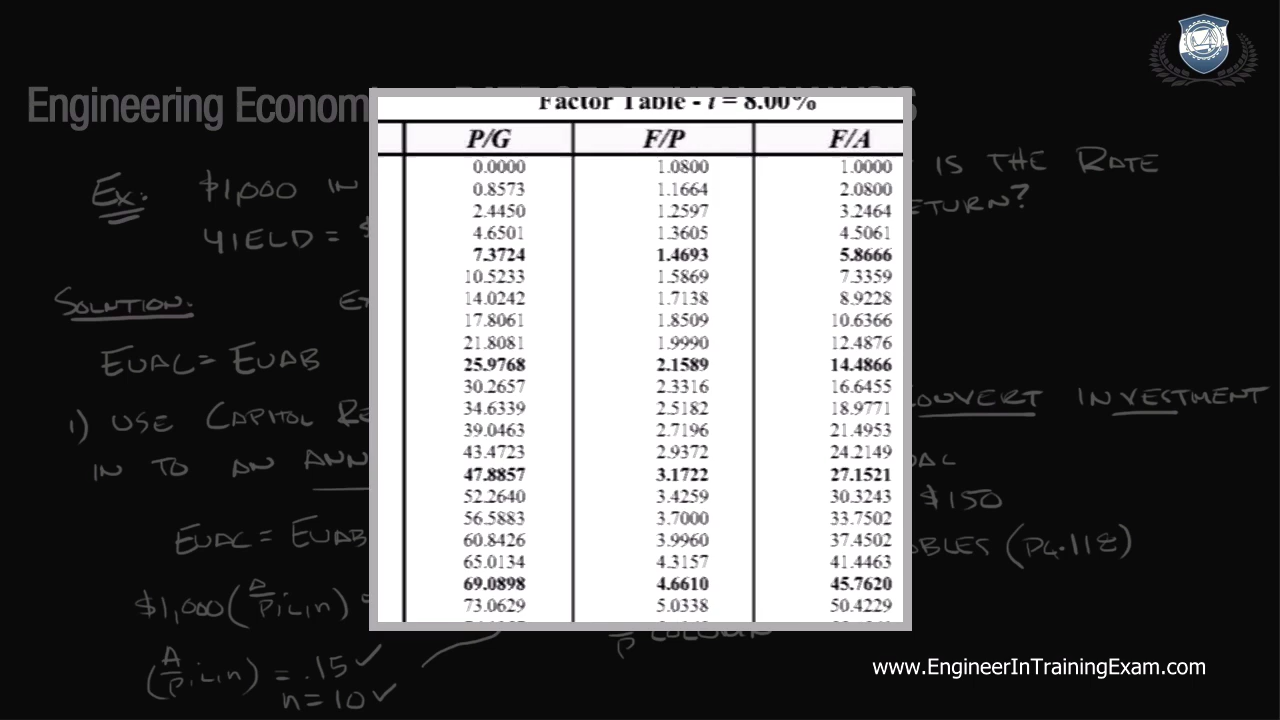 Engineering Econom
Factor Table - i = 8.00%
P/G F/P F/A
0.0000 1.0800 1.0000
0.8573 1.1664 2.0800
2.4450 1.2597 3.2464
4.6501 1.3605 4.5061
7.3724 1.4693 5.8666
10.5233 1.5869 7.3359
14.0242 1.7138 8.9228
17.8061 1.8509 10.6366
21.8081 1.9990 12.4876
25.9768 2.1589 14.4866
30.2657 2.3316 16.6455
34.6339 2.5182 18.9771
39.0463 2.7196 21.4953
43.4723 2.9372 24.2149
47.8857 3.1722 27.1521
52.2640 3.4259 30.3243
56.5883 3.7000 33.7502
60.8426 3.9960 37.4502
65.0134 4.3157 41.4463
69.0898 4.6610 45.7620
73.0629 5.0338 50.4229
Ex: $1,000 IN IS THE RATE
YIELD = $ ETURN?
SOLUTION: EX
EUAC = EUAB
1) USE CAPITOL RE CONVERT INVESTMENT
IN TO AN ANN
$150
EUAC = EUAB (PG.118)
$1,000 (A/P, i, n)
P COLUMN
(A/P, i, n) = .15 ✓
n = 10 ✓
www.EngineerInTrainingExam.com